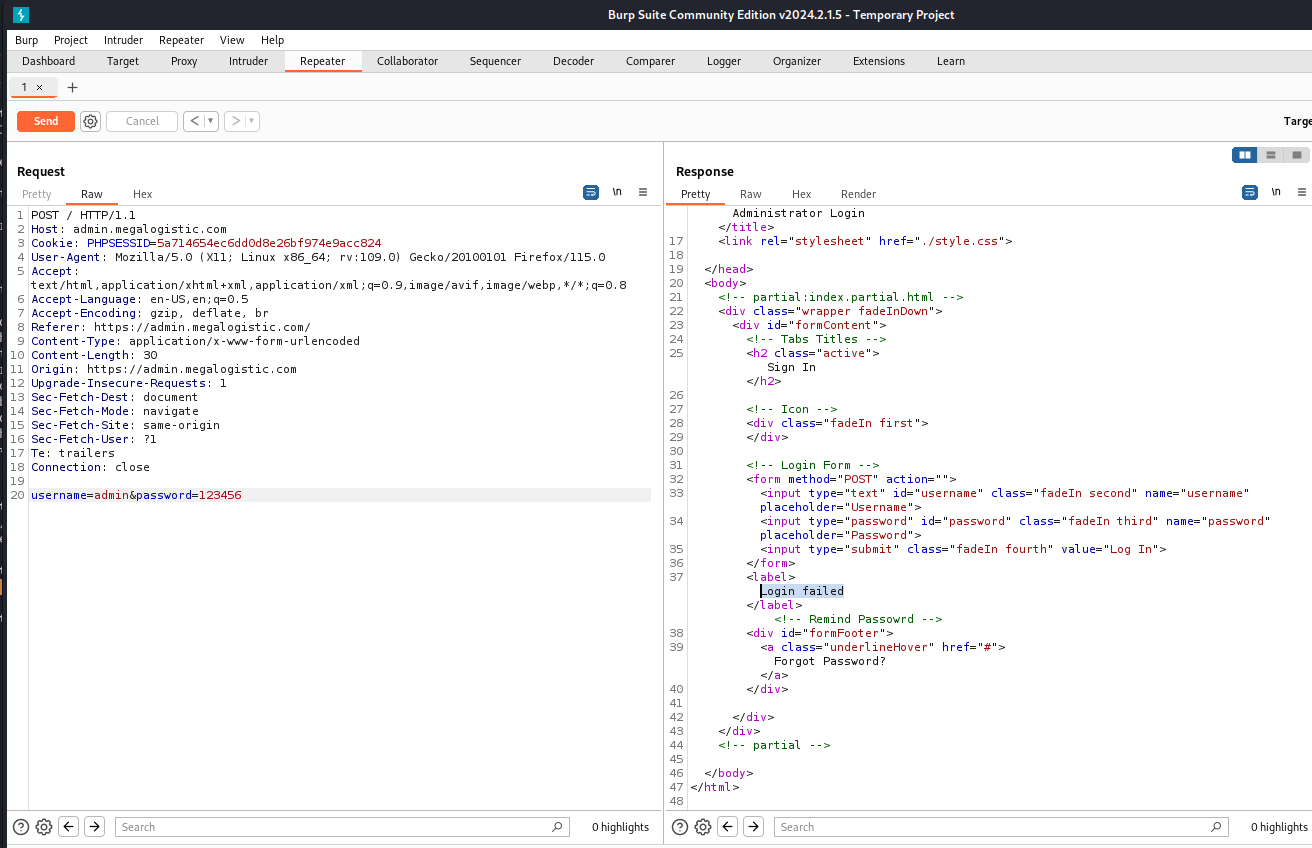 Burp Suite Community Edition v2024.2.1.5 - Temporary Project
Burp Project Intruder Repeater View Help
Dashboard Target Proxy Intruder Repeater Collaborator Sequencer Decoder Comparer Logger Organizer Extensions Learn
1 × +
Send Cancel < >
Targe
Request
Pretty Raw Hex
\n
1 POST / HTTP/1.1
2 Host: admin.megalogistic.com
3 Cookie: PHPSESSID=5a714654ec6dd0d8e26bf974e9acc824
4 User-Agent: Mozilla/5.0 (X11; Linux x86_64; rv:109.0) Gecko/20100101 Firefox/115.0
5 Accept:
text/html,application/xhtml+xml,application/xml;q=0.9,image/avif,image/webp,*/*;q=0.8
6 Accept-Language: en-US,en;q=0.5
7 Accept-Encoding: gzip, deflate, br
8 Referer: https://admin.megalogistic.com/
9 Content-Type: application/x-www-form-urlencoded
10 Content-Length: 30
11 Origin: https://admin.megalogistic.com
12 Upgrade-Insecure-Requests: 1
13 Sec-Fetch-Dest: document
14 Sec-Fetch-Mode: navigate
15 Sec-Fetch-Site: same-origin
16 Sec-Fetch-User: ?1
17 Te: trailers
18 Connection: close
19
20 username=admin&password=123456
Search
0 highlights
Response
Pretty Raw Hex Render
\n
Administrator Login
</title>
17 <link rel="stylesheet" href="./style.css">
18
19 </head>
20 <body>
21 <!-- partial:index.partial.html -->
22 <div class="wrapper fadeInDown">
23 <div id="formContent">
24 <!-- Tabs Titles -->
25 <h2 class="active">
Sign In
</h2>
26
27 <!-- Icon -->
28 <div class="fadeIn first">
29 </div>
30
31 <!-- Login Form -->
32 <form method="POST" action="">
33 <input type="text" id="username" class="fadeIn second" name="username"
placeholder="Username">
34 <input type="password" id="password" class="fadeIn third" name="password"
placeholder="Password">
35 <input type="submit" class="fadeIn fourth" value="Log In">
36 </form>
37 <label>
Login failed
</label>
<!-- Remind Passowrd -->
38 <div id="formFooter">
39 <a class="underlineHover" href="#">
Forgot Password?
</a>
40 </div>
41
42 </div>
43 </div>
44 <!-- partial -->
45
46 </body>
47 </html>
48
Search
0 highlights